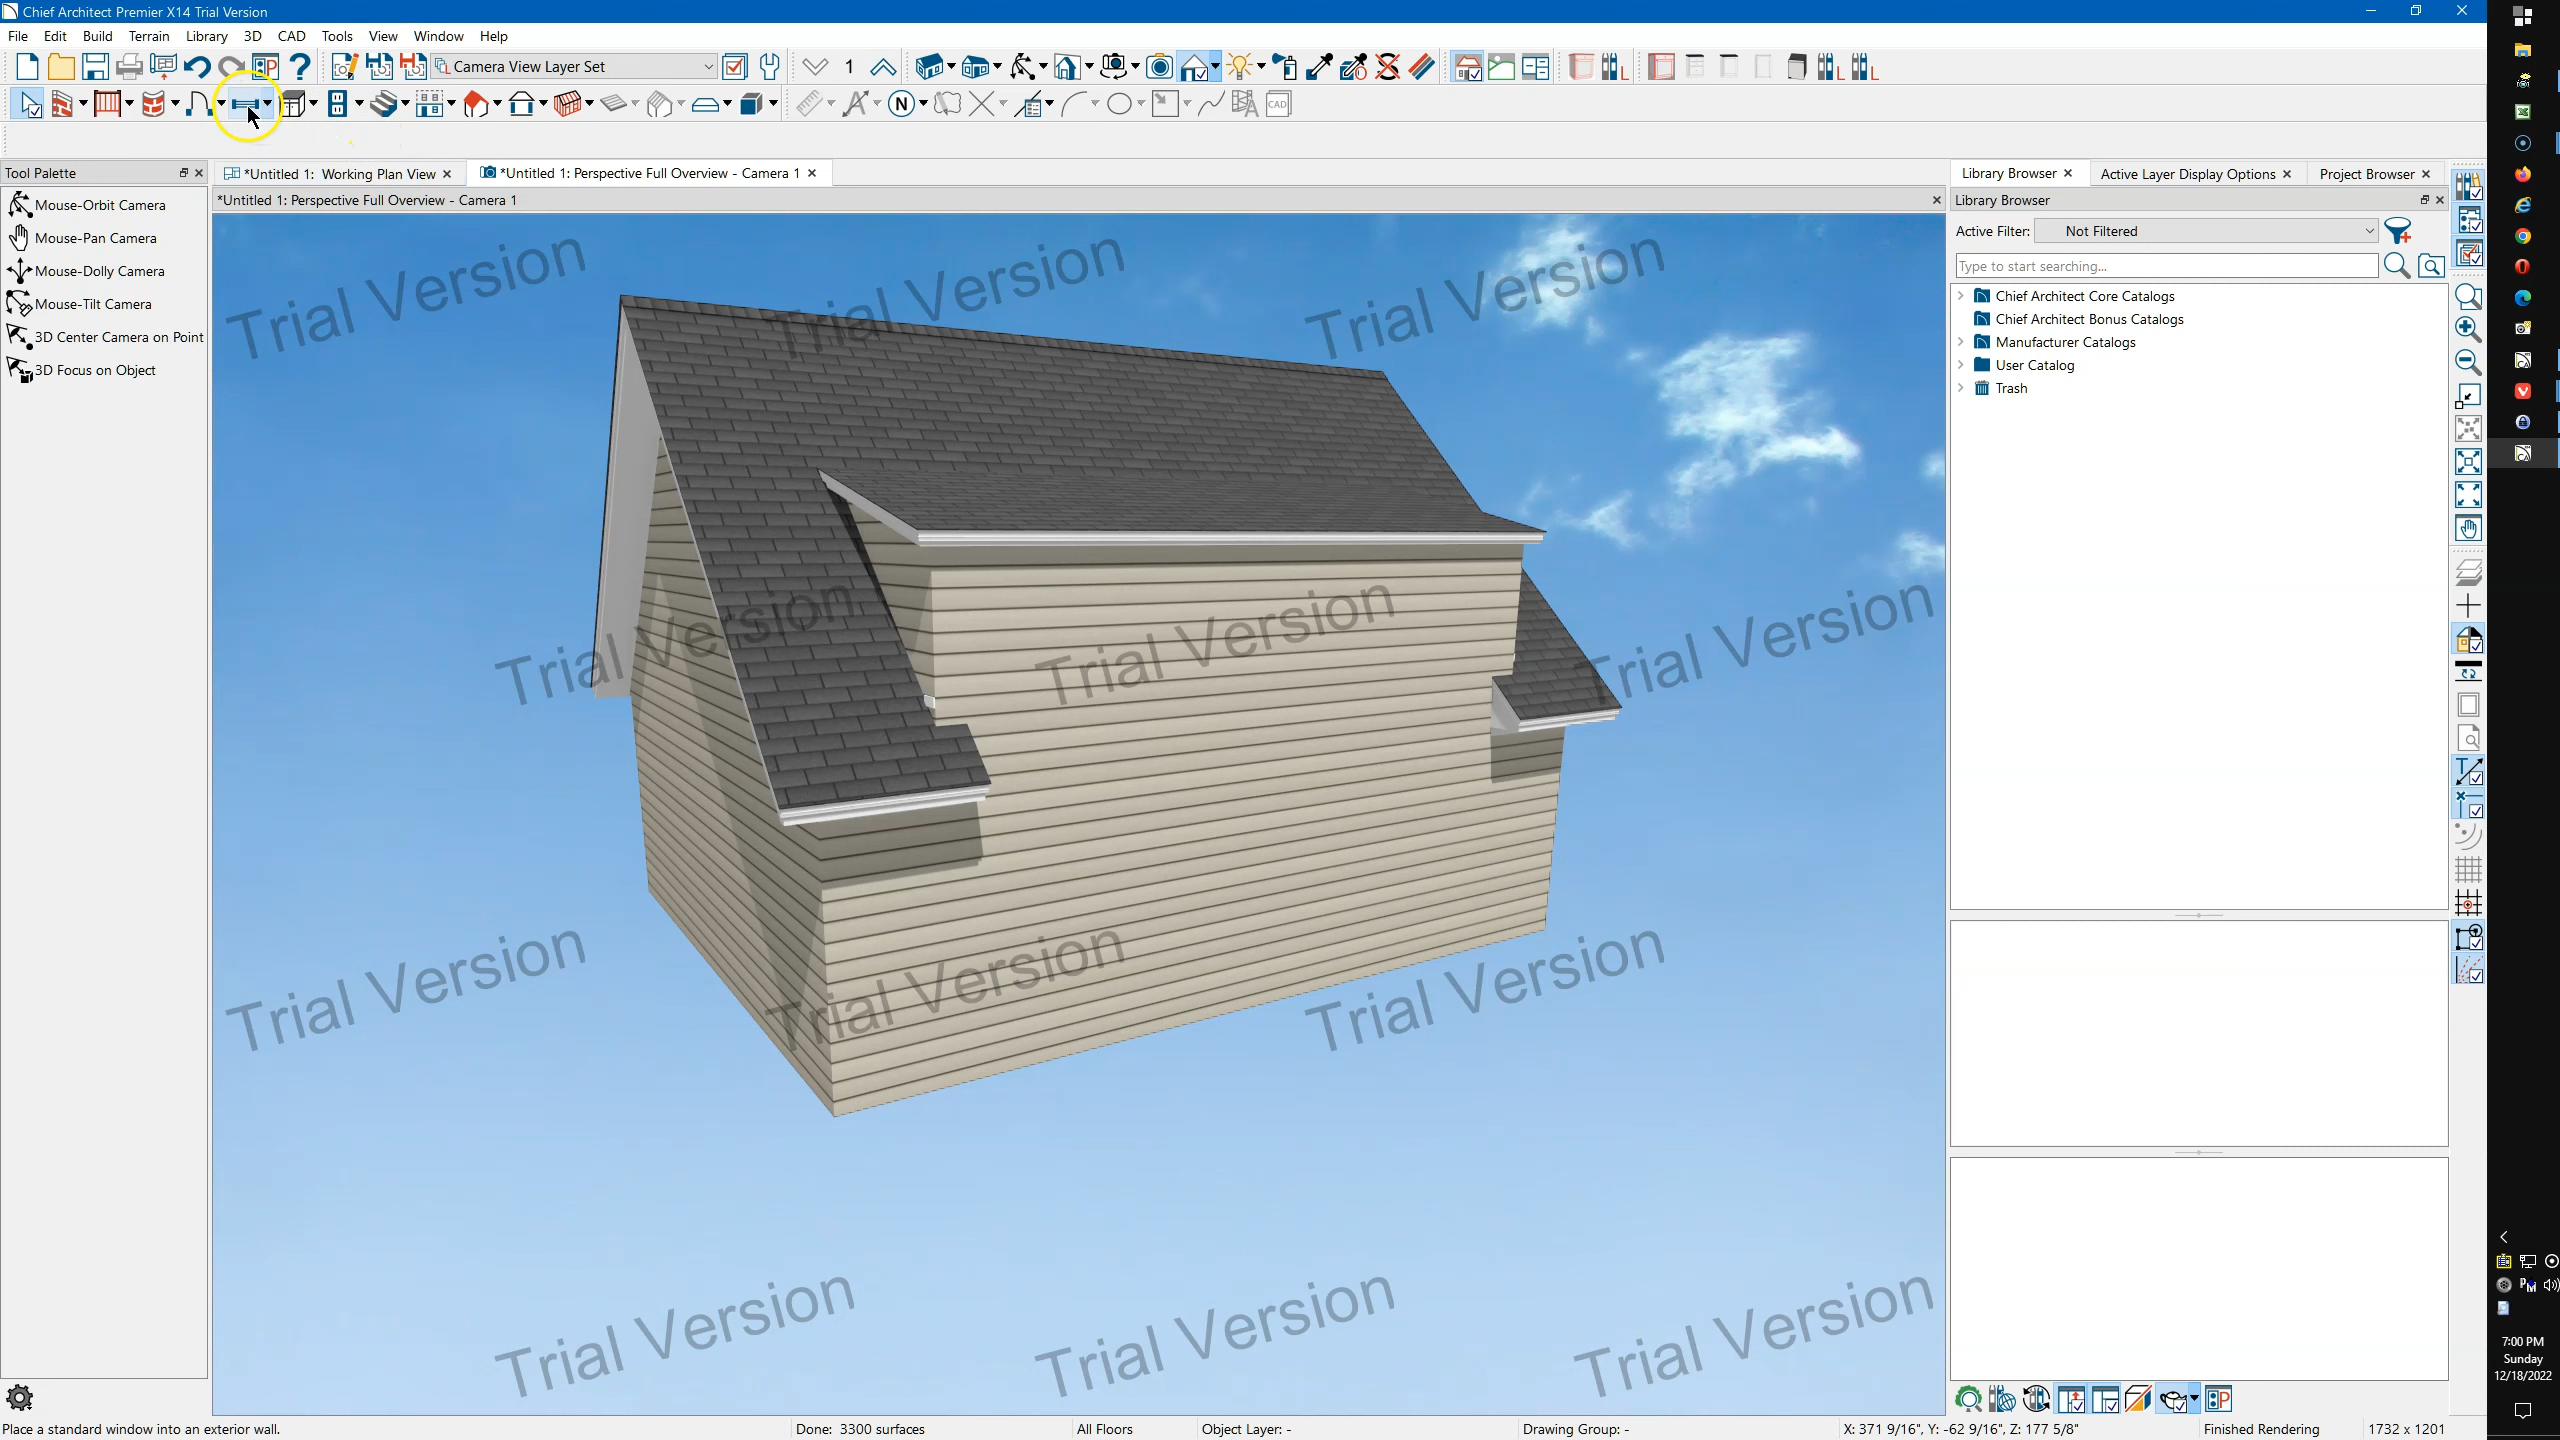 Chief Architect Premier X14 Trial Version
File Edit Build Terrain Library 3D CAD Tools View Window Help
Camera View Layer Set
1
N
CAD
Tool Palette
*Untitled 1: Working Plan View
*Untitled 1: Perspective Full Overview - Camera 1
Library Browser
Active Layer Display Options
Project Browser
*Untitled 1: Perspective Full Overview - Camera 1
Library Browser
Mouse-Orbit Camera
Mouse-Pan Camera
Mouse-Dolly Camera
Mouse-Tilt Camera
3D Center Camera on Point
3D Focus on Object
Active Filter: Not Filtered
Type to start searching...
Chief Architect Core Catalogs
Chief Architect Bonus Catalogs
Manufacturer Catalogs
User Catalog
Trash
Trial Version Trial Version Trial Version
Trial Version Trial Version Trial Version
Trial Version Trial Version Trial Version
Trial Version Trial Version Trial Version
7:00 PM
Sunday
12/18/2022
Place a standard window into an exterior wall.
Done: 3300 surfaces
All Floors
Object Layer: -
Drawing Group: -
X: 371 9/16", Y: -62 9/16", Z: 177 5/8"
Finished Rendering
1732 x 1201